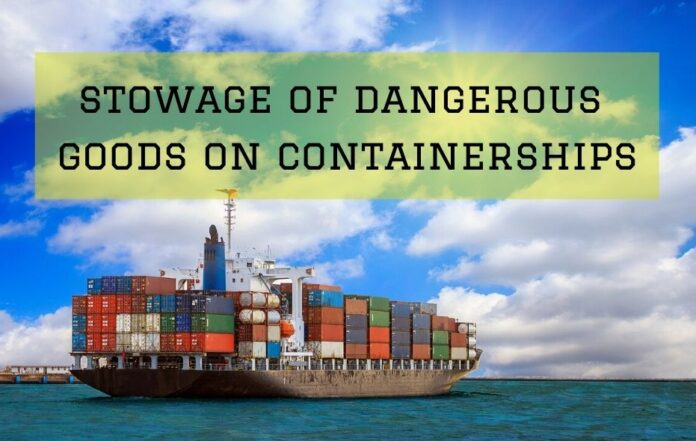 STOWAGE OF DANGEROUS
GOODS ON CONTAINERSHIPS